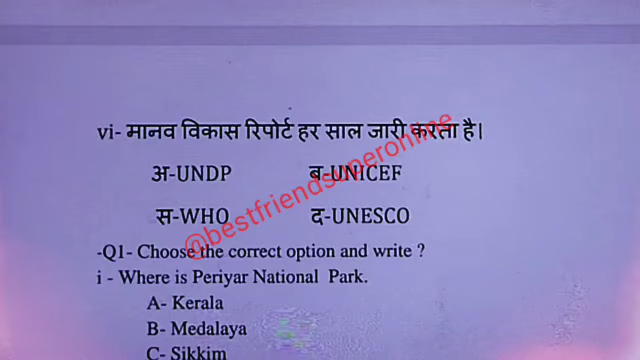 vi- मानव विकास रिपोर्ट हर साल जारी करता है।
अ-UNDP ब-UNICEF
स-WHO द-UNESCO
@bestfriendsuperonline
-Q1- Choose the correct option and write ?
i - Where is Periyar National Park.
A- Kerala
B- Medalaya
C- Sikkim